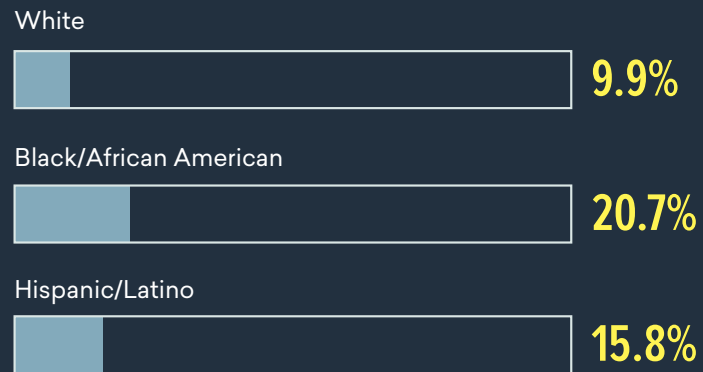 White
9.9%
Black/African American
20.7%
Hispanic/Latino
15.8%